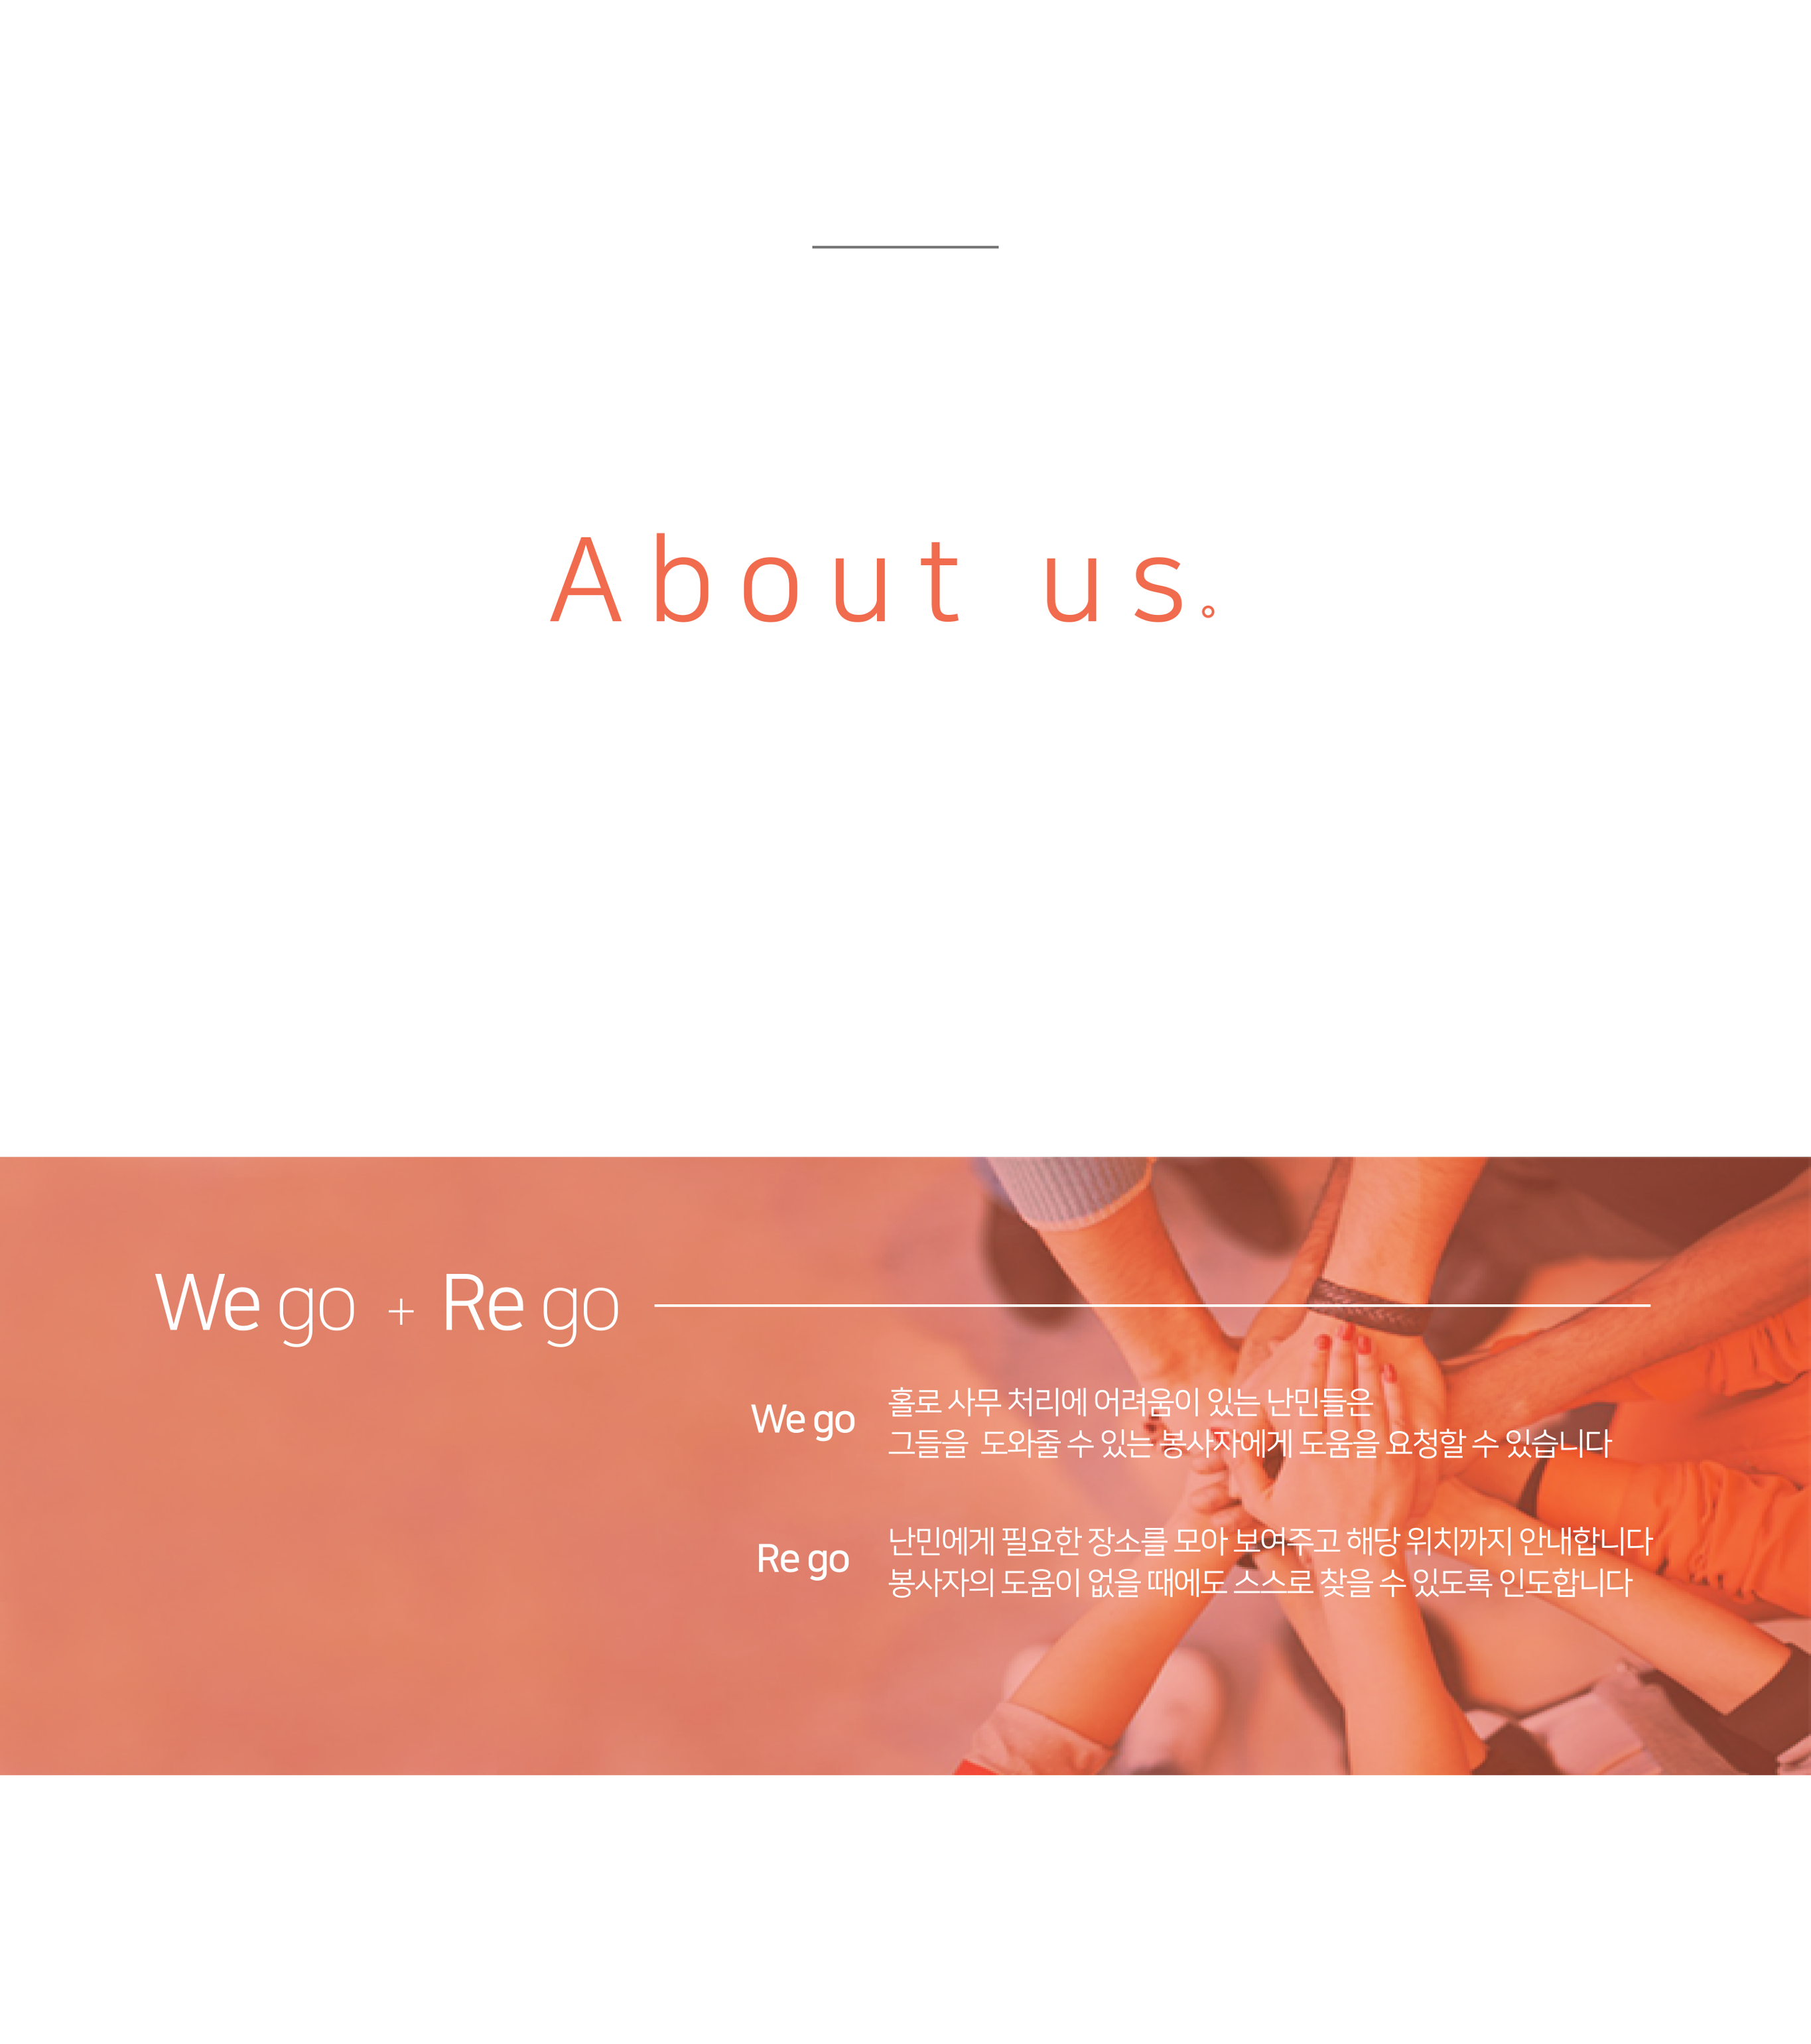 About us.
We go + Re go
We go
홀로 사무 처리에 어려움이 있는 난민들은
그들을 도와줄 수 있는 봉사자에게 도움을 요청할 수 있습니다
Re go
난민에게 필요한 장소를 모아 보여주고 해당 위치까지 안내합니다
봉사자의 도움이 없을 때에도 스스로 찾을 수 있도록 인도합니다